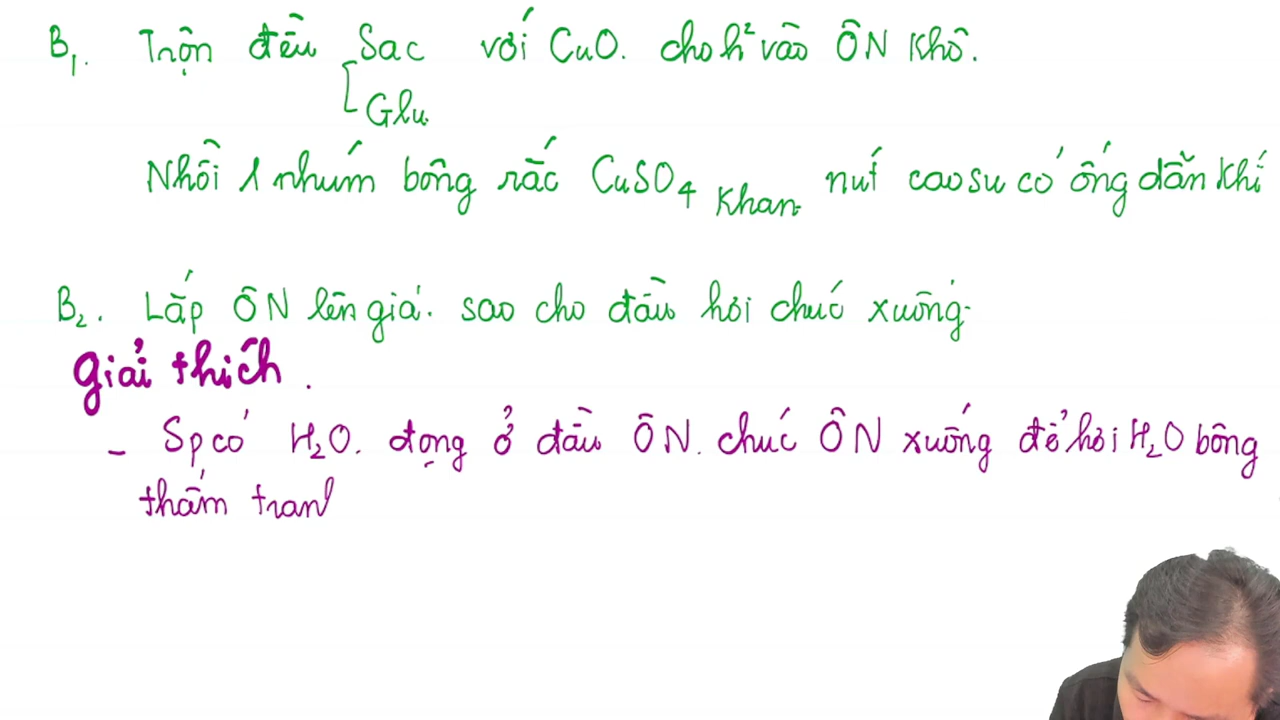 B1. Trộn đều Sac với CuO. cho h² vào ÔN Khô.
[Glu.
Nhồi 1 nhúm bông rắc CuSO4 Khan. nút cao su có ống dẫn khí
B2. Lắp ÔN lên giá. sao cho đầu hơi chúc xuống.
giải thích.
- Sp có H2O. đọng ở đầu ÔN. chúc ÔN xuống để hơi H2O bông
thấm tranh